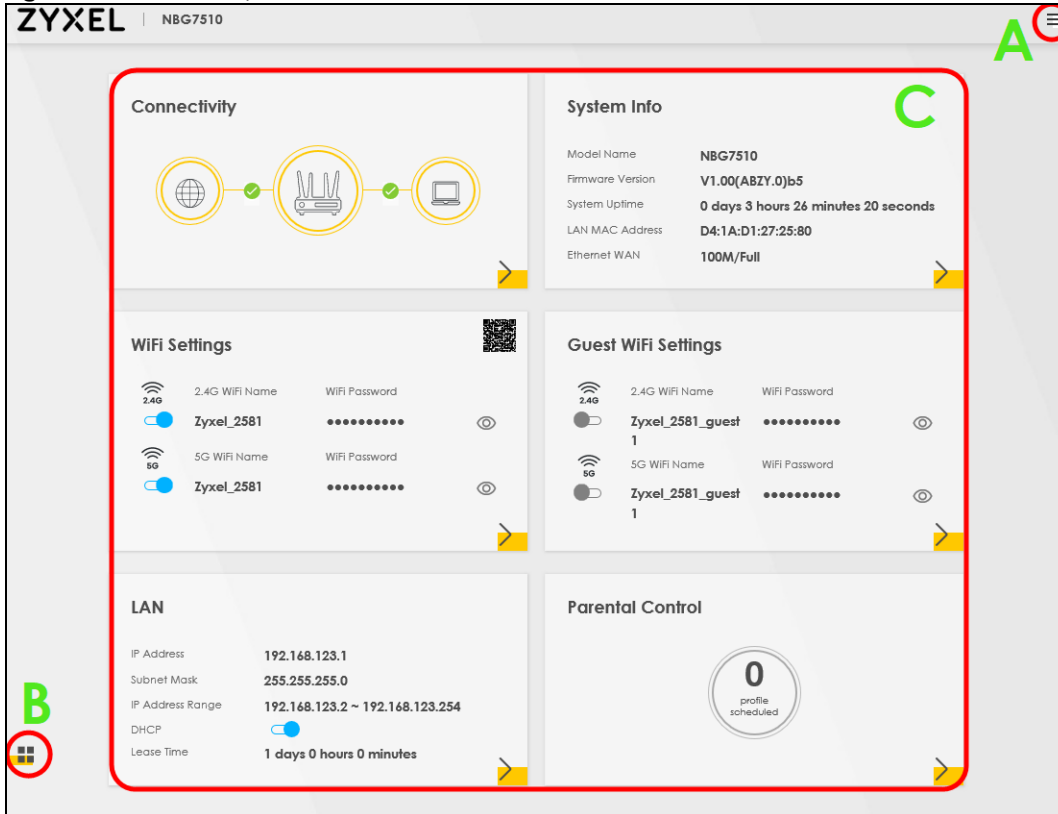 ZYXEL | NBG7510
A
C
Connectivity
System Info
Model Name NBG7510
Firmware Version V1.00(ABZY.0)b5
System Uptime 0 days 3 hours 26 minutes 20 seconds
LAN MAC Address D4:1A:D1:27:25:80
Ethernet WAN 100M/Full
WiFi Settings
2.4G
2.4G WiFi Name WiFi Password
Zyxel_2581 ••••••••••
5G
5G WiFi Name WiFi Password
Zyxel_2581 ••••••••••
Guest WiFi Settings
2.4G
2.4G WiFi Name WiFi Password
Zyxel_2581_guest ••••••••••
1
5G
5G WiFi Name WiFi Password
Zyxel_2581_guest ••••••••••
1
LAN
IP Address 192.168.123.1
Subnet Mask 255.255.255.0
IP Address Range 192.168.123.2 ~ 192.168.123.254
DHCP
Lease Time 1 days 0 hours 0 minutes
Parental Control
0
profile
scheduled
B